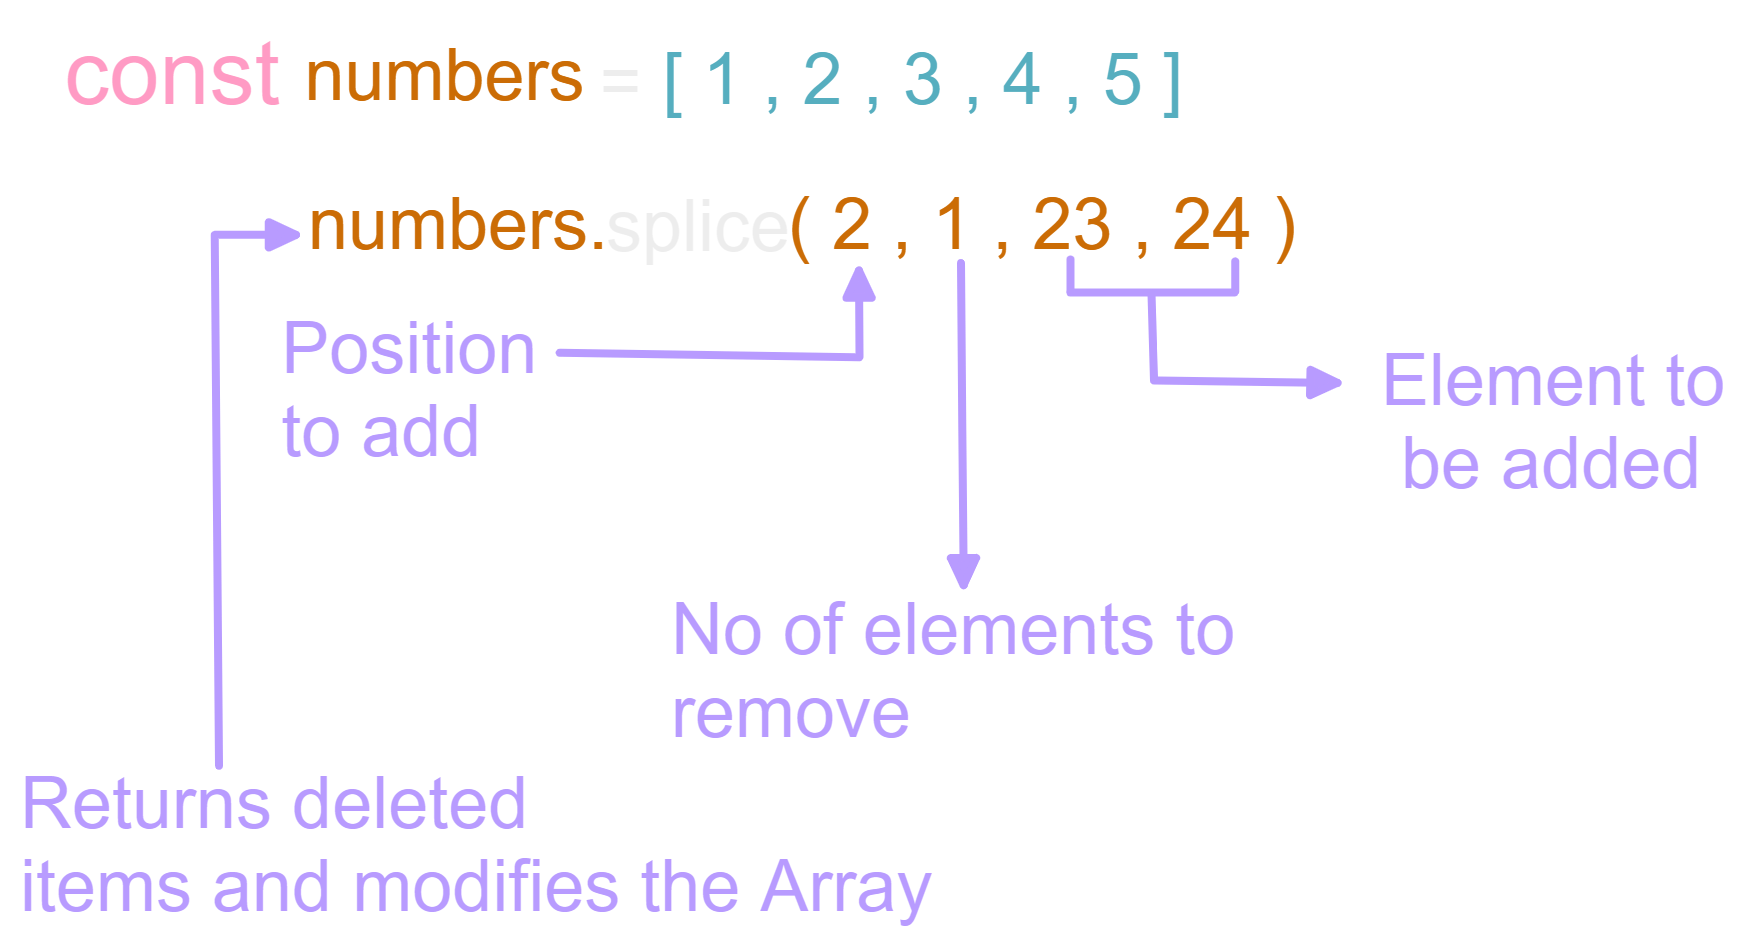 const numbers = [ 1 , 2 , 3 , 4 , 5 ]
numbers.splice( 2 , 1 , 23 , 24 )
Position
to add
Element to
be added
No of elements to
remove
Returns deleted
items and modifies the Array